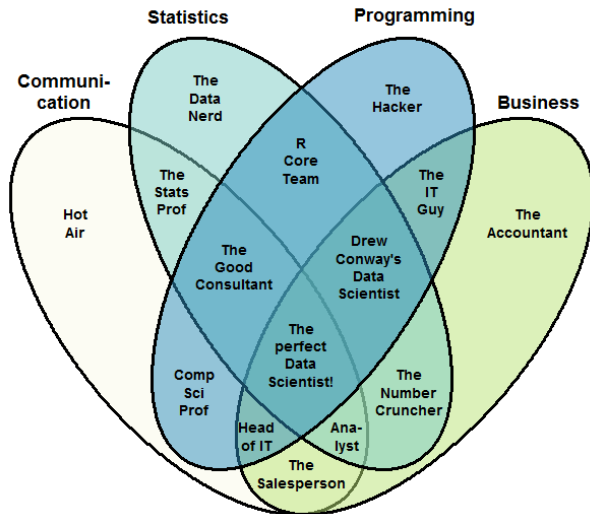 Statistics
Programming
Communi-
cation
Business
The
Data
Nerd
The
Hacker
R
Core
Team
The
Stats
Prof
The
IT
Guy
Hot
Air
The
Accountant
The
Good
Consultant
Drew
Conway's
Data
Scientist
The
perfect
Data
Scientist!
Comp
Sci
Prof
The
Number
Cruncher
Head
of IT
Ana-
lyst
The
Salesperson